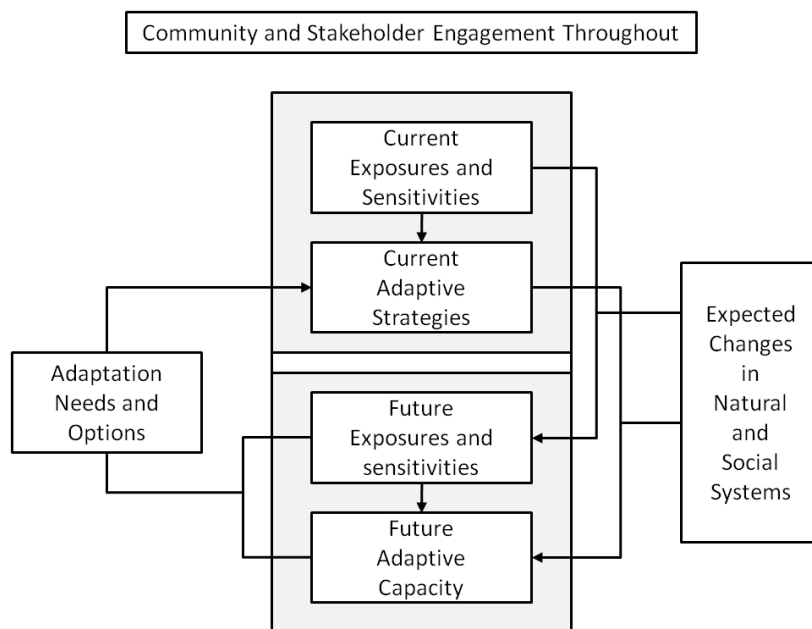 Community and Stakeholder Engagement Throughout
Current
Exposures and
Sensitivities
Current
Adaptive
Strategies
Adaptation
Needs and
Options
Future
Exposures and
sensitivities
Future
Adaptive
Capacity
Expected
Changes
in
Natural
and
Social
Systems